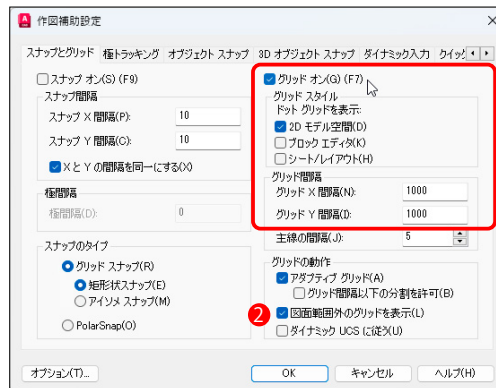 作図補助設定
スナップとグリッド 極トラッキング オブジェクト スナップ 3D オブジェクト スナップ ダイナミック入力
スナップ オン(S) (F9)
スナップ間隔
スナップ X 間隔(P): 10
スナップ Y 間隔(C): 10
X と Y の間隔を同一にする(X)
極間隔
極間隔(D): 0
スナップのタイプ
グリッド スナップ(R)
矩形状スナップ(E)
アイソメ スナップ(M)
PolarSnap(O)
グリッド オン(G) (F7)
グリッド スタイル
ドット グリッドを表示:
2D モデル空間(D)
ブロック エディタ(K)
シート/レイアウト(H)
グリッド間隔
グリッド X 間隔(N): 1000
グリッド Y 間隔(I): 1000
主線の間隔(J): 5
グリッドの動作
アダプティブ グリッド(A)
グリッド間隔以下の分割を許可(B)
2 図面範囲外のグリッドを表示(L)
ダイナミック UCS に従う(U)
オプション(T)... OK キャンセル ヘルプ(H)